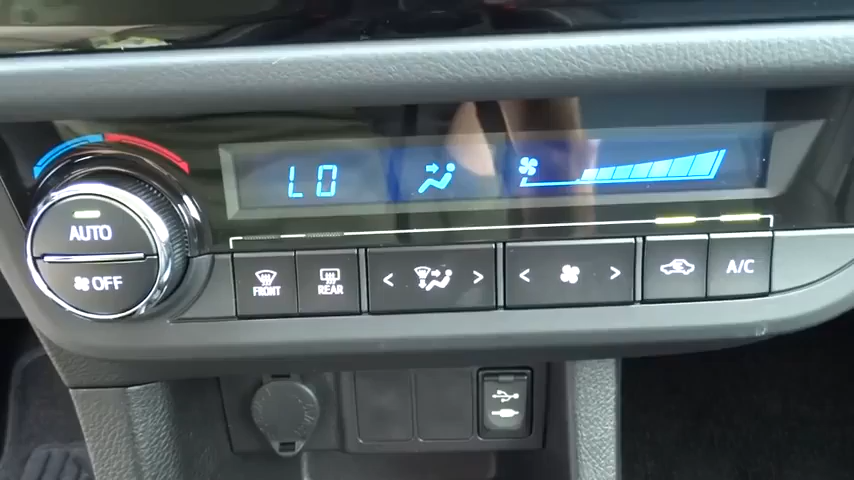 LO
AUTO
OFF
FRONT
REAR
< >
< >
A/C